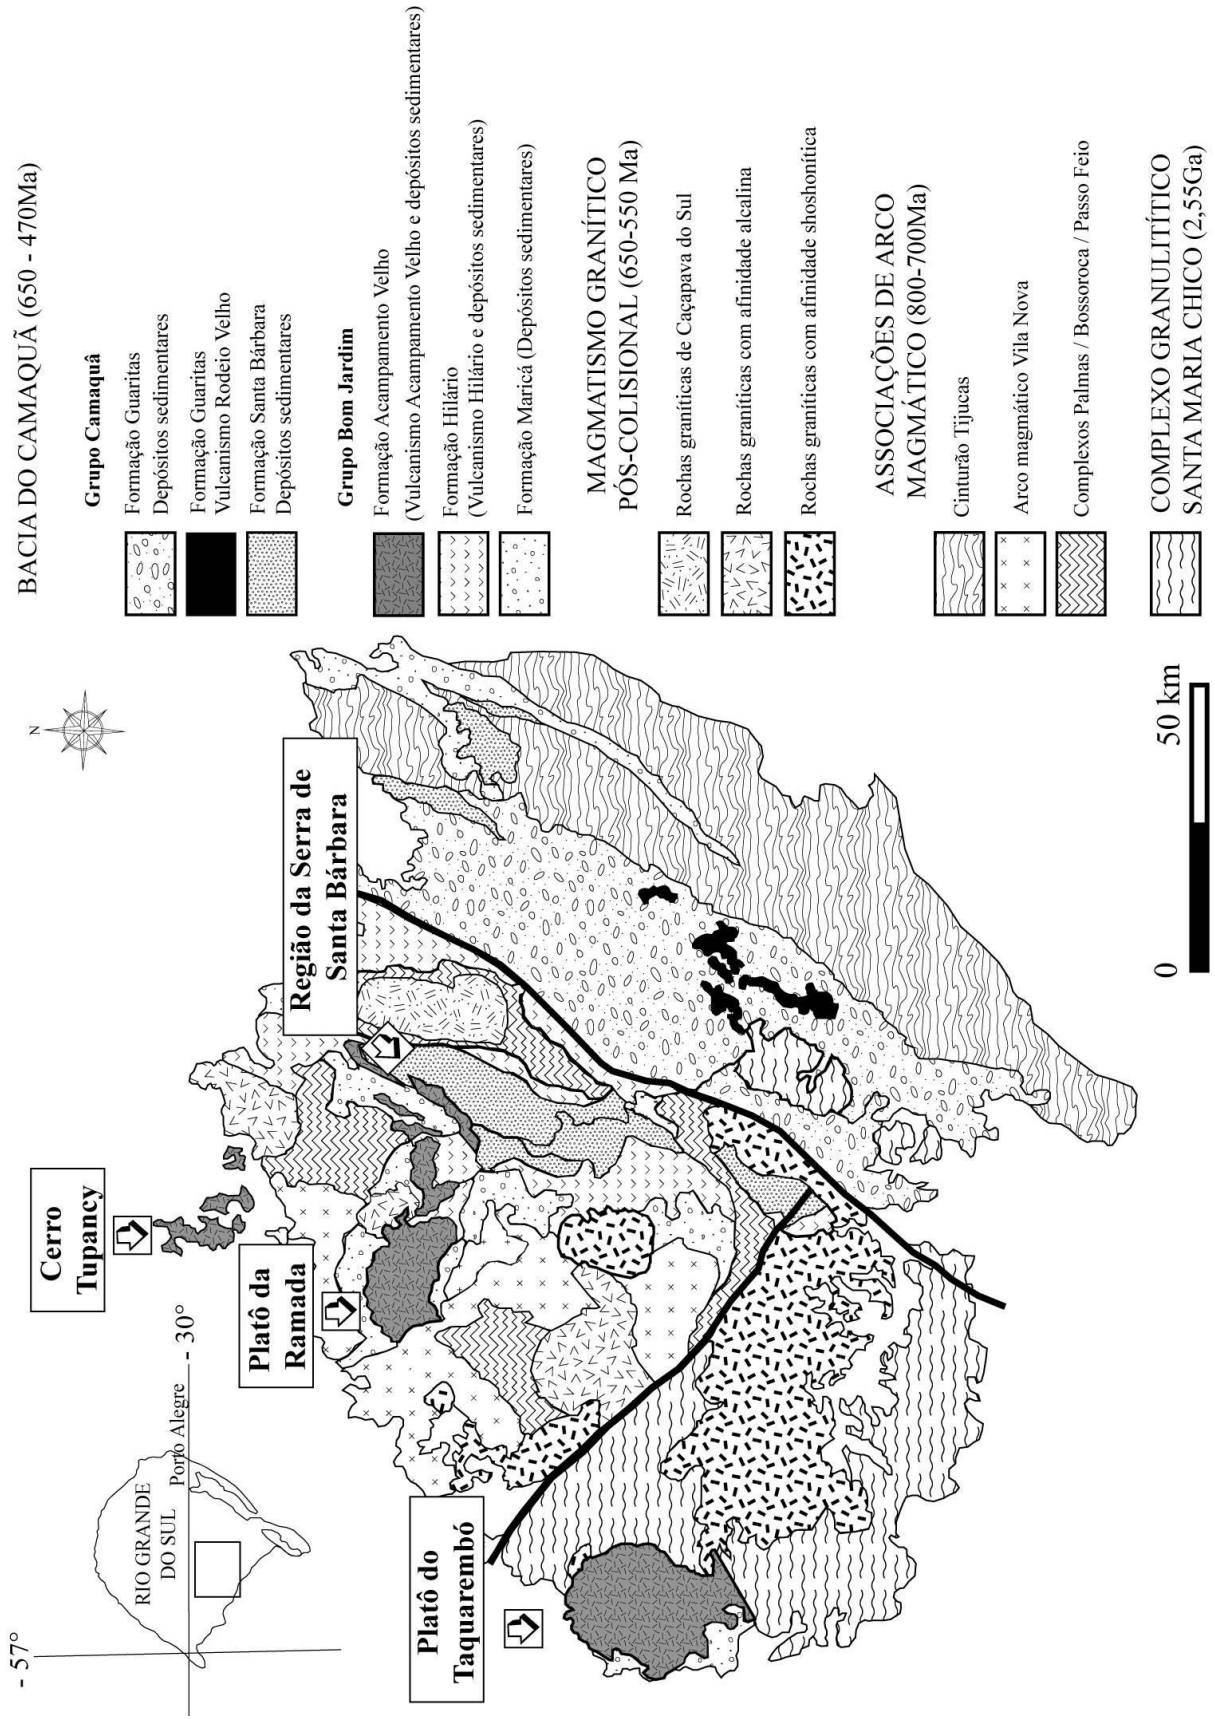 - 57°
RIO GRANDE
DO SUL
Porto Alegre
- 30°
Cerro
Tupancy
Platô da
Ramada
Platô do
Taquarembó
Região da Serra de
Santa Bárbara
N
0
50 km
BACIA DO CAMAQUÃ (650 - 470Ma)
Grupo Camaquâ
Formação Guaritas
Depósitos sedimentares
Formação Guaritas
Vulcanismo Rodeio Velho
Formação Santa Bárbara
Depósitos sedimentares
Grupo Bom Jardim
Formação Acampamento Velho
(Vulcanismo Acampamento Velho e depósitos sedimentares)
Formação Hilário
(Vulcanismo Hilário e depósitos sedimentares)
Formação Maricá (Depósitos sedimentares)
MAGMATISMO GRANÍTICO
PÓS-COLISIONAL (650-550 Ma)
Rochas graníticas de Caçapava do Sul
Rochas graníticas com afinidade alcalina
Rochas graníticas com afinidade shoshonítica
ASSOCIAÇÕES DE ARCO
MAGMÁTICO (800-700Ma)
Cinturão Tijucas
Arco magmático Vila Nova
Complexos Palmas / Bossoroca / Passo Feio
COMPLEXO GRANULITÍTICO
SANTA MARIA CHICO (2,55Ga)